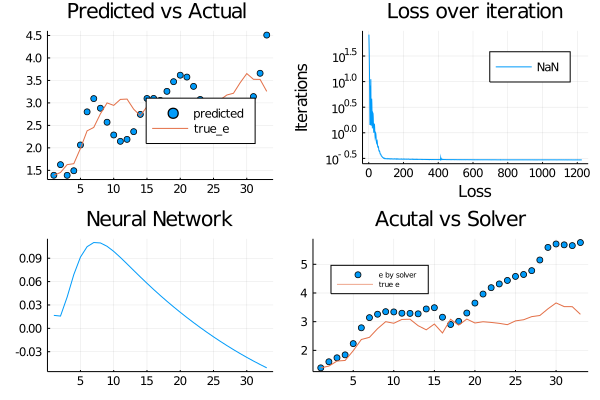 Predicted vs Actual
4.5
4.0
3.5
3.0
2.5
2.0
1.5
predicted
true_e
5 10 15 20 25 30
Loss over iteration
Iterations
10^1.5
10^1.0
10^0.5
10^0.0
10^-0.5
NaN
0 200 400 600 800 1000 1200
Loss
Neural Network
0.09
0.06
0.03
0.00
-0.03
5 10 15 20 25 30
Acutal vs Solver
5
4
3
2
e by solver
true e
5 10 15 20 25 30